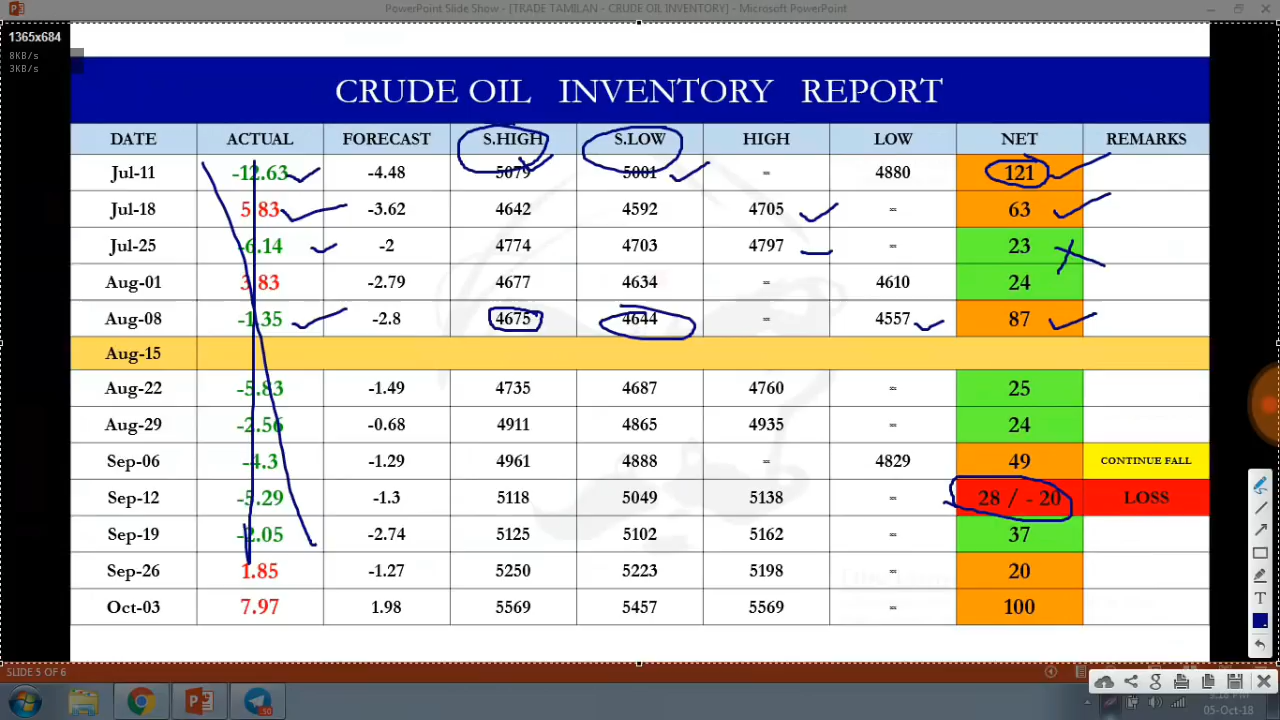 PowerPoint Slide Show - [TRADE TAMILAN - CRUDE OIL INVENTORY] - Microsoft PowerPoint
1365x684
8KB/s
3KB/s
CRUDE OIL INVENTORY REPORT
DATE ACTUAL FORECAST S.HIGH S.LOW HIGH LOW NET REMARKS
Jul-11 -12.63 -4.48 5079 5001 = 4880 121
Jul-18 5.83 -3.62 4642 4592 4705 = 63
Jul-25 -6.14 -2 4774 4703 4797 = 23
Aug-01 3.83 -2.79 4677 4634 = 4610 24
Aug-08 -1.35 -2.8 4675 4644 = 4557 87
Aug-15
Aug-22 -5.83 -1.49 4735 4687 4760 = 25
Aug-29 -2.56 -0.68 4911 4865 4935 = 24
Sep-06 -4.3 -1.29 4961 4888 = 4829 49 CONTINUE FALL
Sep-12 -5.29 -1.3 5118 5049 5138 = 28 / - 20 LOSS
Sep-19 -2.05 -2.74 5125 5102 5162 = 37
Sep-26 1.85 -1.27 5250 5223 5198 = 20
Oct-03 7.97 1.98 5569 5457 5569 = 100
SLIDE 5 OF 6
05-Oct-18